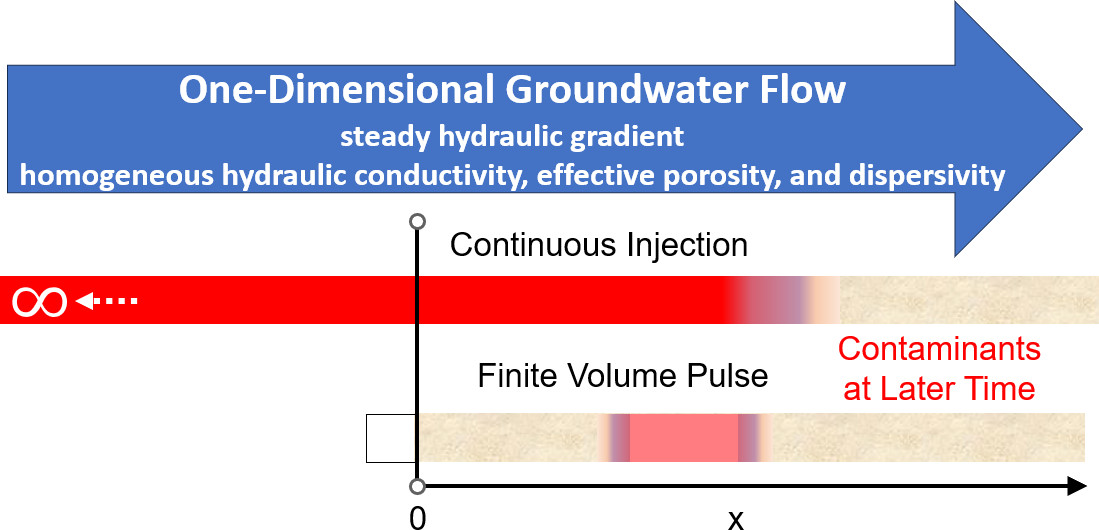 One-Dimensional Groundwater Flow
steady hydraulic gradient
homogeneous hydraulic conductivity, effective porosity, and dispersivity
Continuous Injection
∞
Contaminants
at Later Time
Finite Volume Pulse
0
x